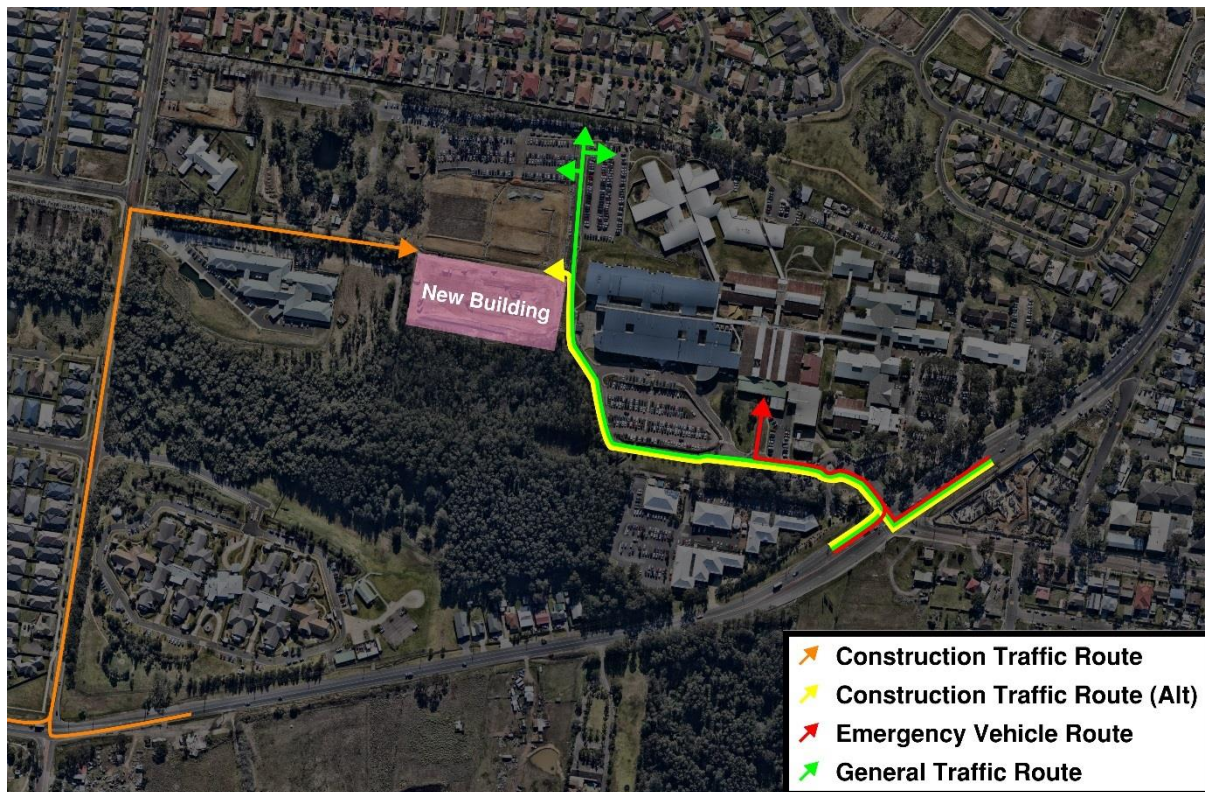 New Building
Construction Traffic Route
Construction Traffic Route (Alt)
Emergency Vehicle Route
General Traffic Route